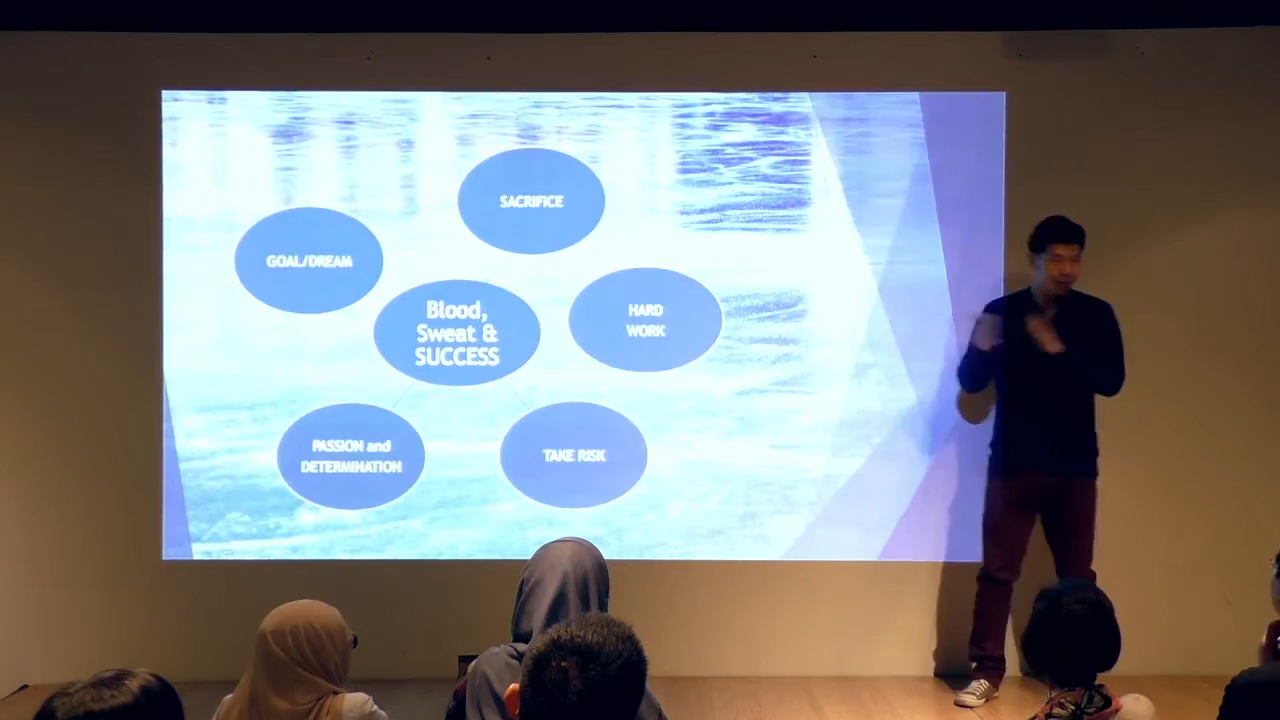 SACRIFICE
GOAL/DREAM
Blood,
Sweat &
SUCCESS
HARD
WORK
PASSION and
DETERMINATION
TAKE RISK